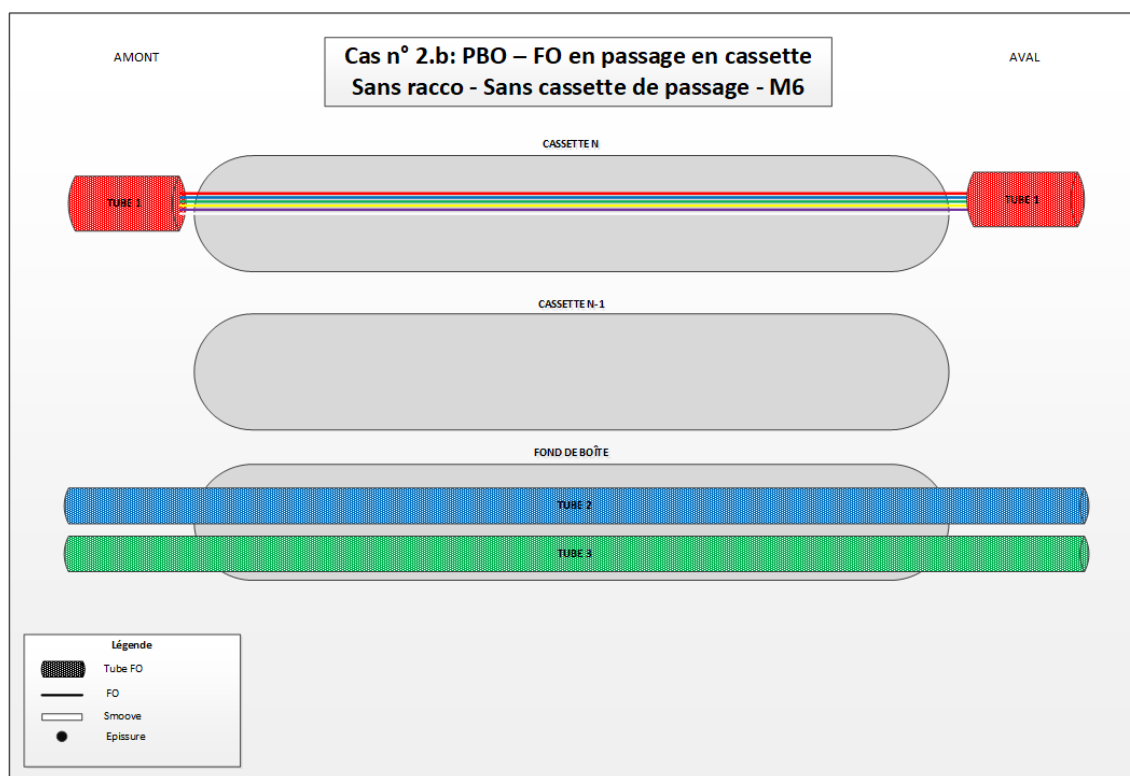 AMONT
Cas n° 2.b: PBO – FO en passage en cassette
Sans racco - Sans cassette de passage - M6
AVAL
CASSETTE N
TUBE 1
TUBE 1
CASSETTE N-1
FOND DE BOÎTE
TUBE 2
TUBE 3
Légende
Tube FO
FO
Smoove
Epissure